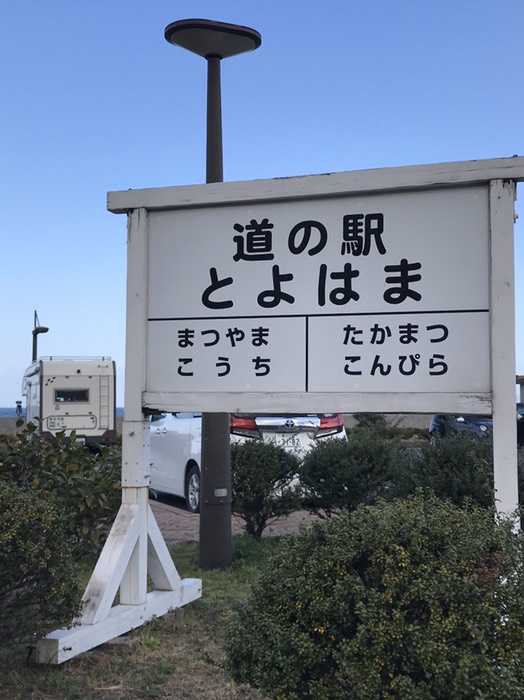 道の駅
とよはま
まつやま
こうち
たかまつ
こんぴら